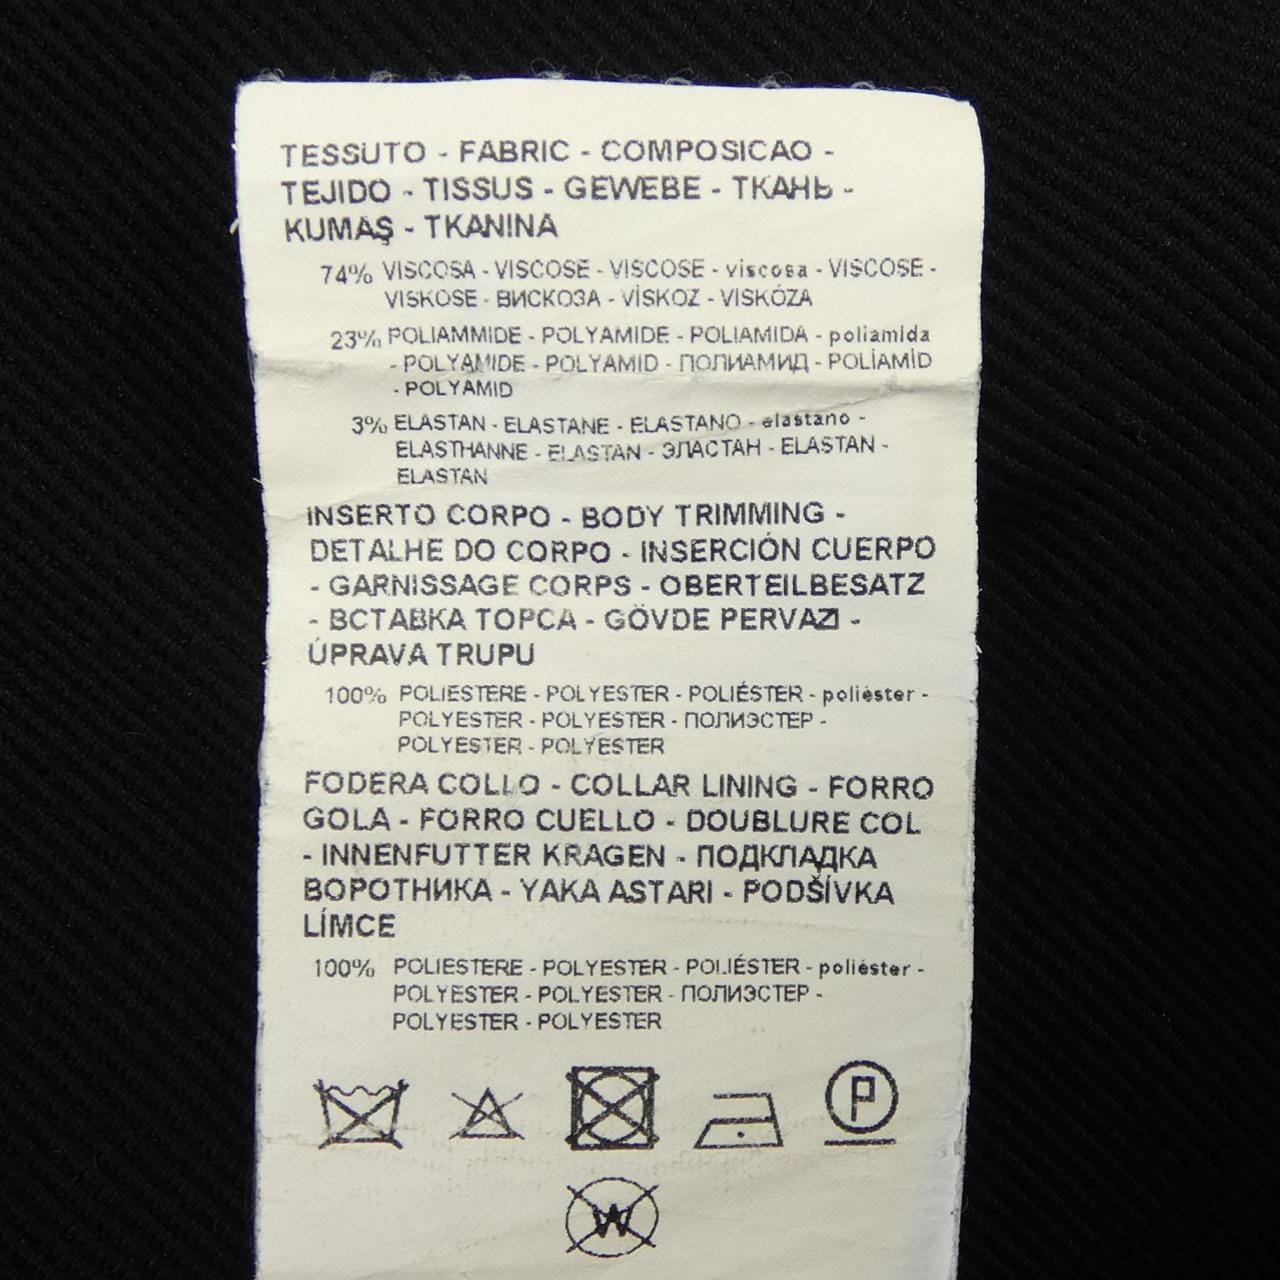 TESSUTO - FABRIC - COMPOSICAO -
TEJIDO - TISSUS - GEWEBE - ТКАНЬ -
KUMAŞ - TKANINA
74% VISCOSA - VISCOSE - VISCOSE - viscosa - VISCOSE -
VISKOSE - ВИСКОЗА - VİSKOZ - VISKÓZA
23% POLIAMMIDE - POLYAMIDE - POLIAMIDA - poliamida
- POLYAMIDE - POLYAMID - ПОЛИАМИД - POLİAMİD
- POLYAMID
3% ELASTAN - ELASTANE - ELASTANO - elastano -
ELASTHANNE - ELASTAN - ЭЛАСТАН - ELASTAN -
ELASTAN
INSERTO CORPO - BODY TRIMMING -
DETALHE DO CORPO - INSERCIÓN CUERPO
- GARNISSAGE CORPS - OBERTEILBESATZ
- ВСТАВКА ТОРСА - GÖVDE PERVAZI -
ÚPRAVA TRUPU
100% POLIESTERE - POLYESTER - POLIÉSTER - poliéster -
POLYESTER - POLYESTER - ПОЛИЭСТЕР -
POLYESTER - POLYESTER
FODERA COLLO - COLLAR LINING - FORRO
GOLA - FORRO CUELLO - DOUBLURE COL
- INNENFUTTER KRAGEN - ПОДКЛАДКА
ВОРОТНИКА - YAKA ASTARI - PODŠÍVKA
LÍMCE
100% POLIESTERE - POLYESTER - POLIÉSTER - poliéster -
POLYESTER - POLYESTER - ПОЛИЭСТЕР -
POLYESTER - POLYESTER
P
W